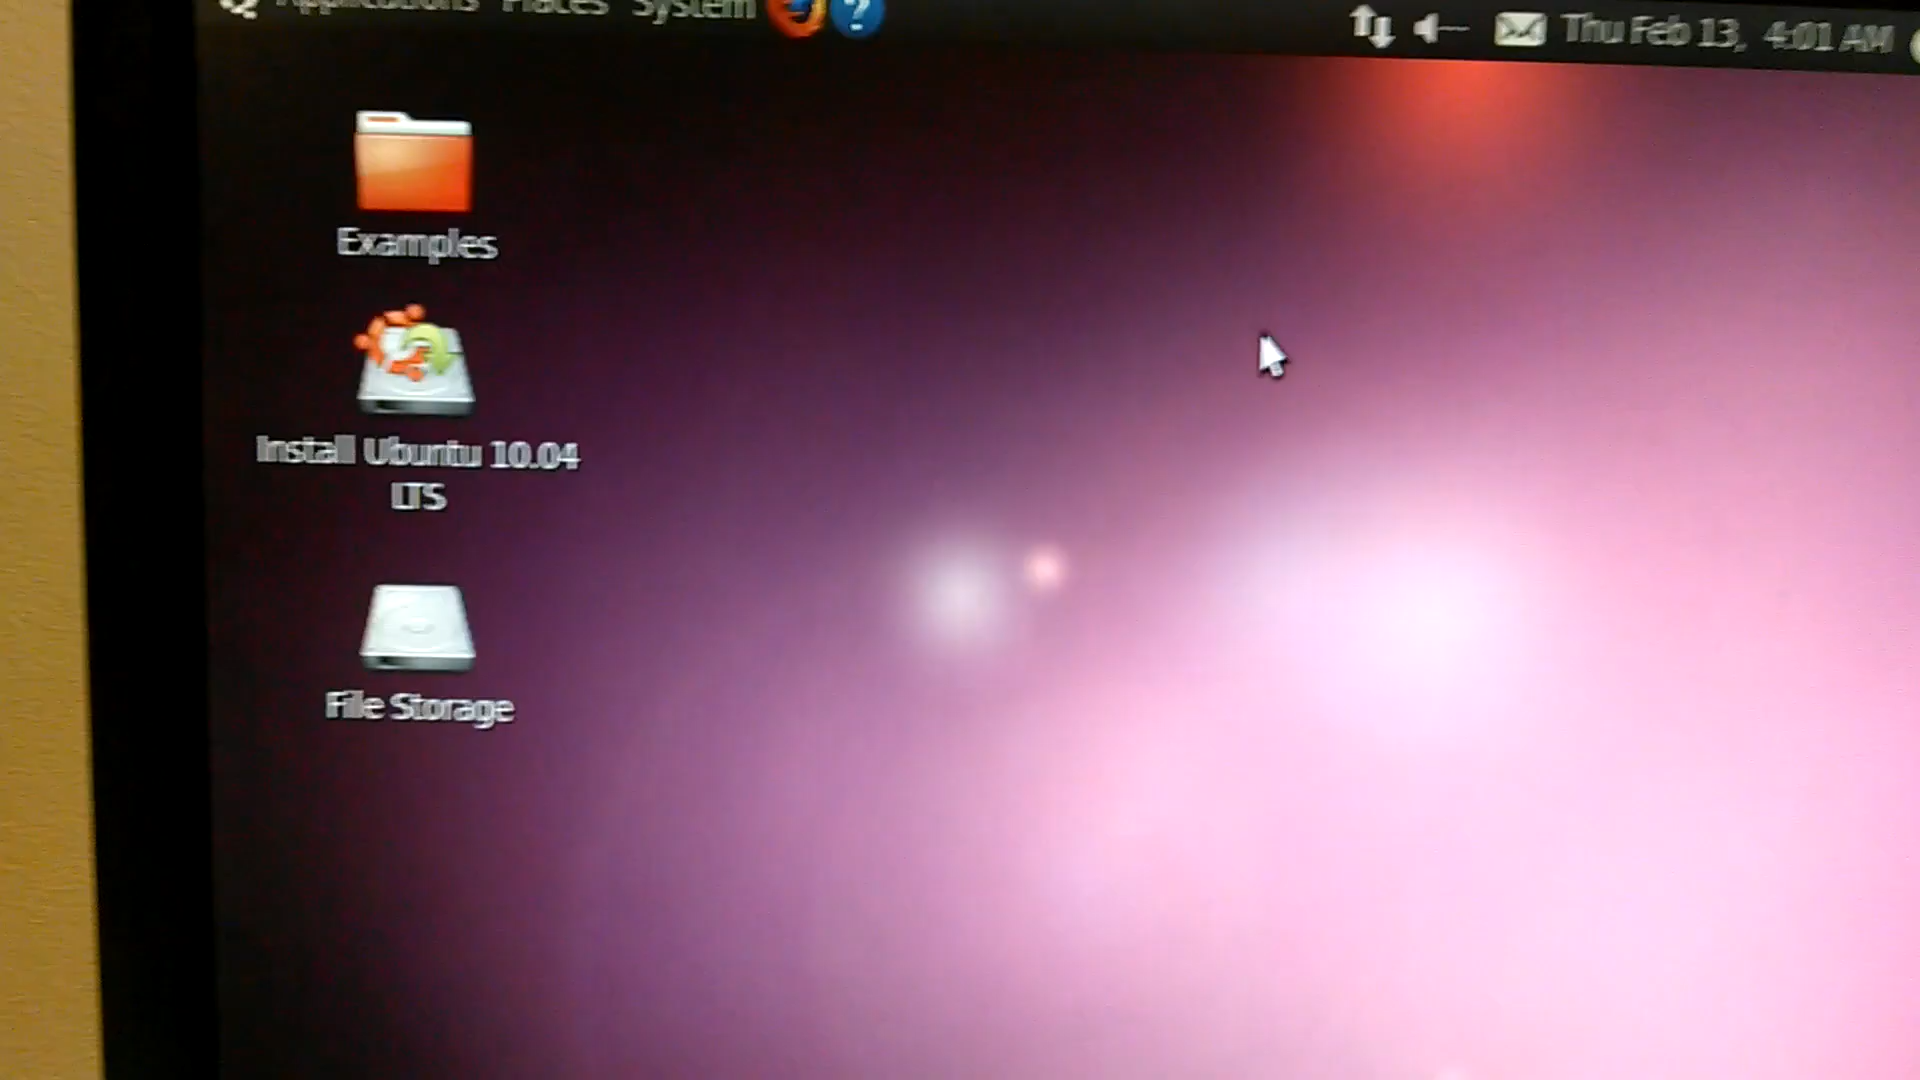 Applications Places System ?
Thu Feb 13, 4:01 AM
Examples
Install Ubuntu 10.04
LTS
File Storage